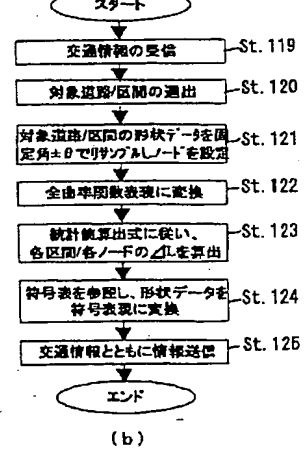 スタート
交通情報の受信
St.119
対象道路/区間の選出
St.120
対象道路/区間の形状データを固
定角±θでリサンプルしノードを設定
St.121
全曲率関数表現に変換
St.122
統計値算出式に従い、
各区間/各ノードの⊿Lを算出
St.123
符号表を参照し、形状データを
符号表現に変換
St.124
交通情報とともに情報送信
St.125
エンド
(b)